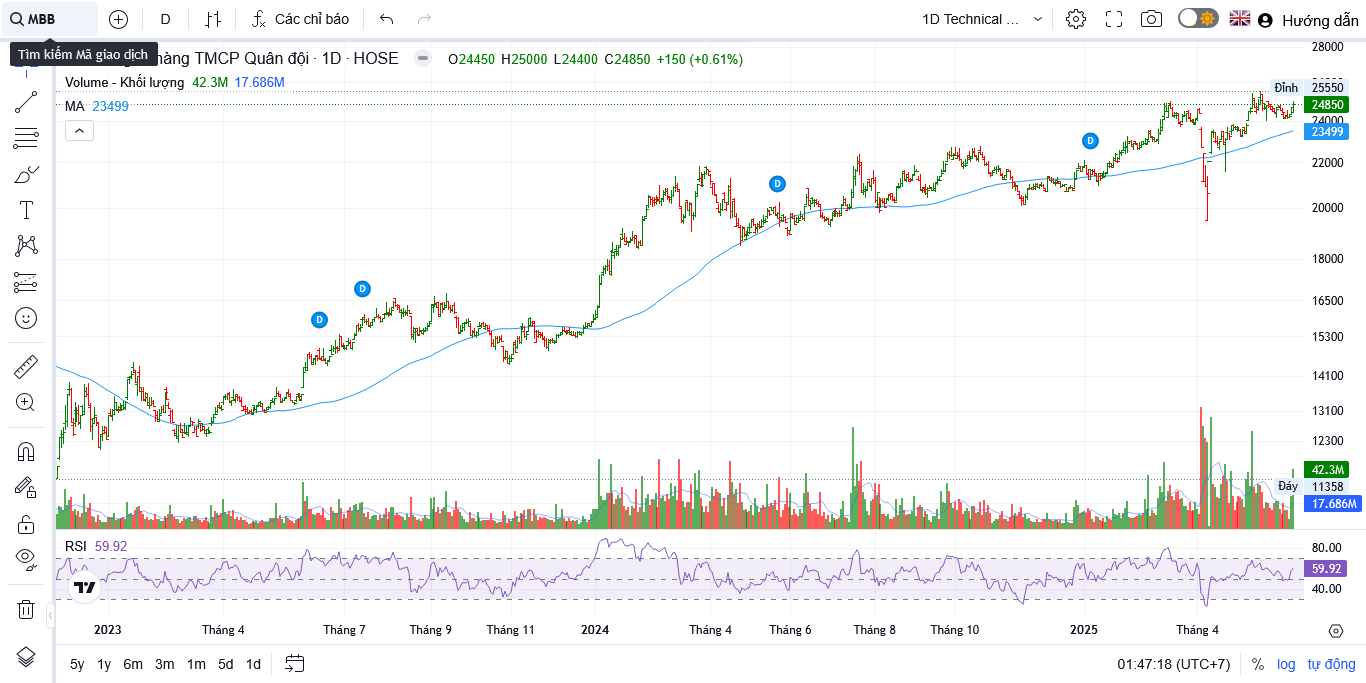 MBB
D
Các chỉ báo
1D Technical ...
Hướng dẫn
Tìm kiếm Mã giao dịch
hàng TMCP Quân đội · 1D · HOSE
O24450 H25000 L24400 C24850 +150 (+0.61%)
Volume - Khối lượng 42.3M 17.686M
MA 23499
28000
Đỉnh 25550
24850
24000
23499
22000
20000
18000
16500
15300
14100
13100
12300
42.3M
Đáy 11358
17.686M
D
D
D
D
RSI 59.92
80.00
59.92
40.00
2023 Tháng 4 Tháng 7 Tháng 9 Tháng 11 2024 Tháng 4 Tháng 6 Tháng 8 Tháng 10 2025 Tháng 4
5y 1y 6m 3m 1m 5d 1d
01:47:18 (UTC+7) % log tự động